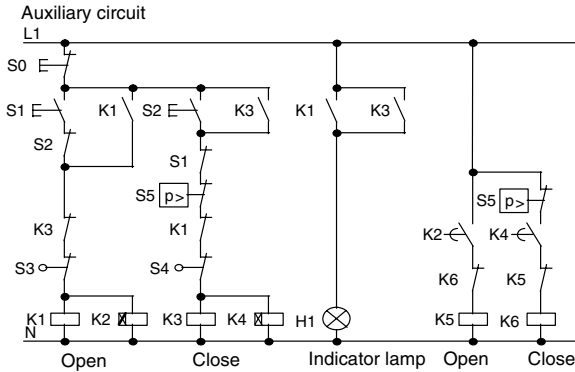 Auxiliary circuit
L1
S0
S1 K1 S2 K3 K1 K3
S2
S1
S5 p> S5 p>
K3 K1 K2 K4
S3 S4 K6 K5
K1 K2 K3 K4 H1 K5 K6
N
Open Close Indicator lamp Open Close